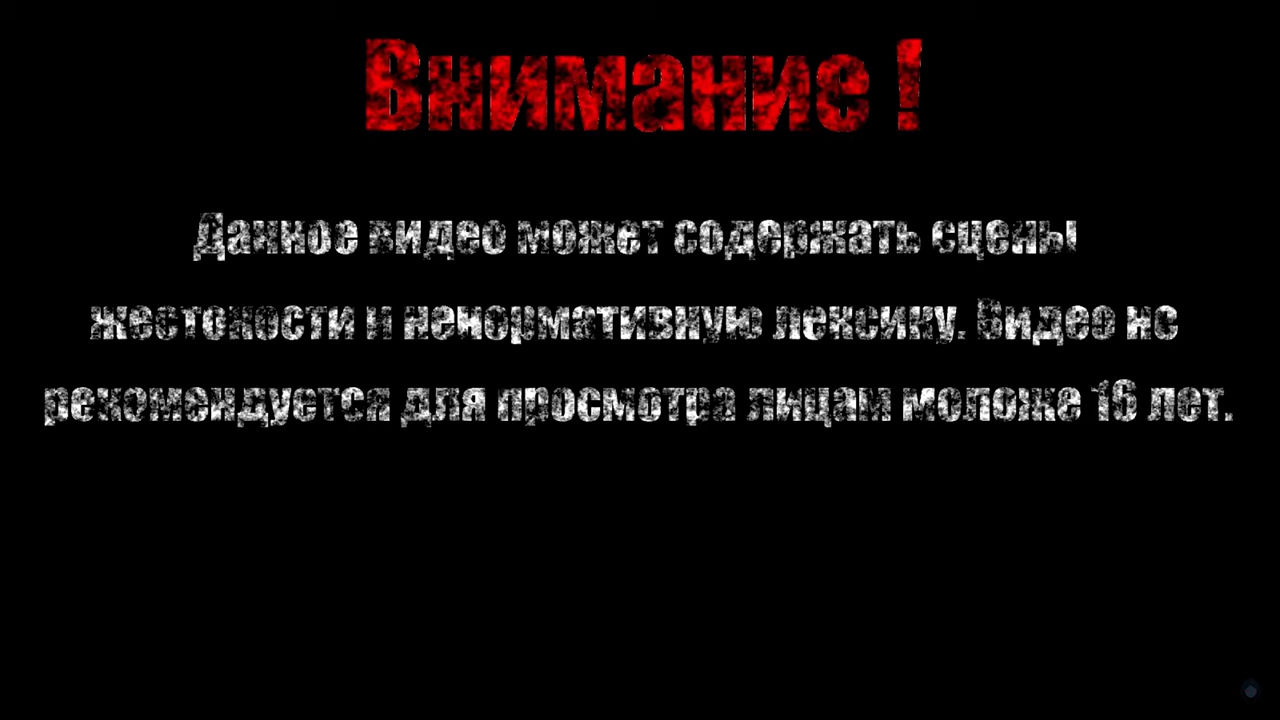 Внимание !
Данное видео может содержать сцены
жестокости и ненормативную лексику. Видео не
рекомендуется для просмотра лицам моложе 16 лет.